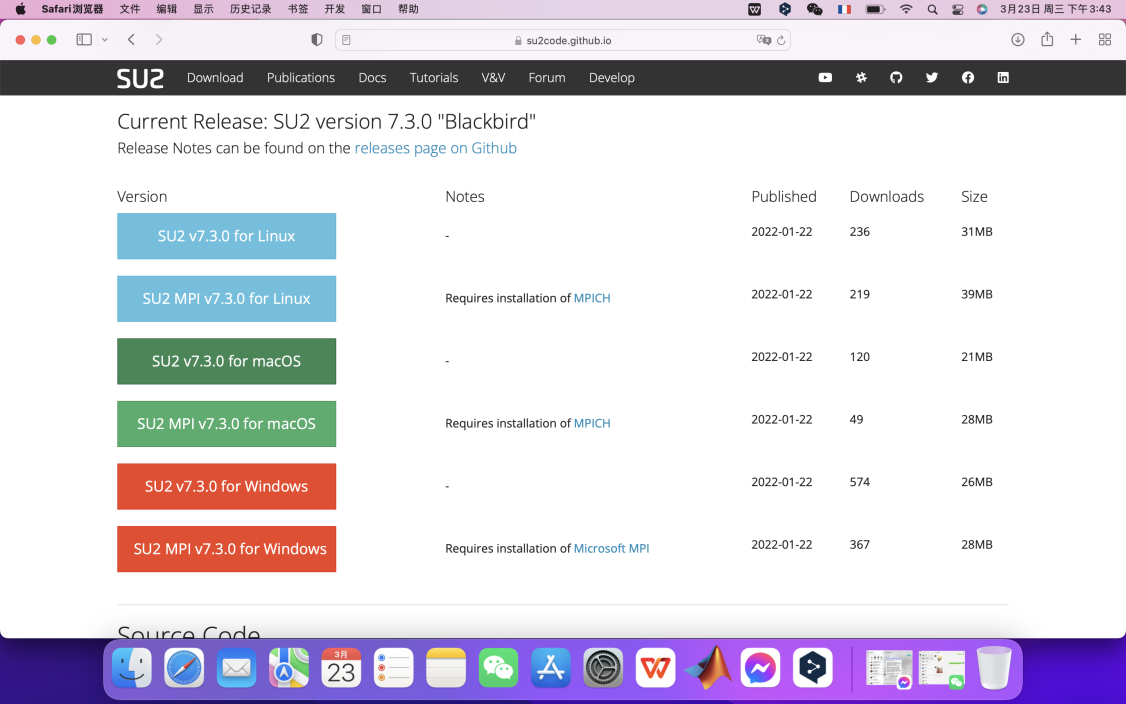 Safari浏览器 文件 编辑 显示 历史记录 书签 开发 窗口 帮助 3月23日 周三 下午3:43
su2code.github.io
SU2 Download Publications Docs Tutorials V&V Forum Develop
Current Release: SU2 version 7.3.0 "Blackbird"
Release Notes can be found on the releases page on Github
Version Notes Published Downloads Size
SU2 v7.3.0 for Linux - 2022-01-22 236 31MB
SU2 MPI v7.3.0 for Linux Requires installation of MPICH 2022-01-22 219 39MB
SU2 v7.3.0 for macOS - 2022-01-22 120 21MB
SU2 MPI v7.3.0 for macOS Requires installation of MPICH 2022-01-22 49 28MB
SU2 v7.3.0 for Windows - 2022-01-22 574 26MB
SU2 MPI v7.3.0 for Windows Requires installation of Microsoft MPI 2022-01-22 367 28MB
Source Code
3月
23